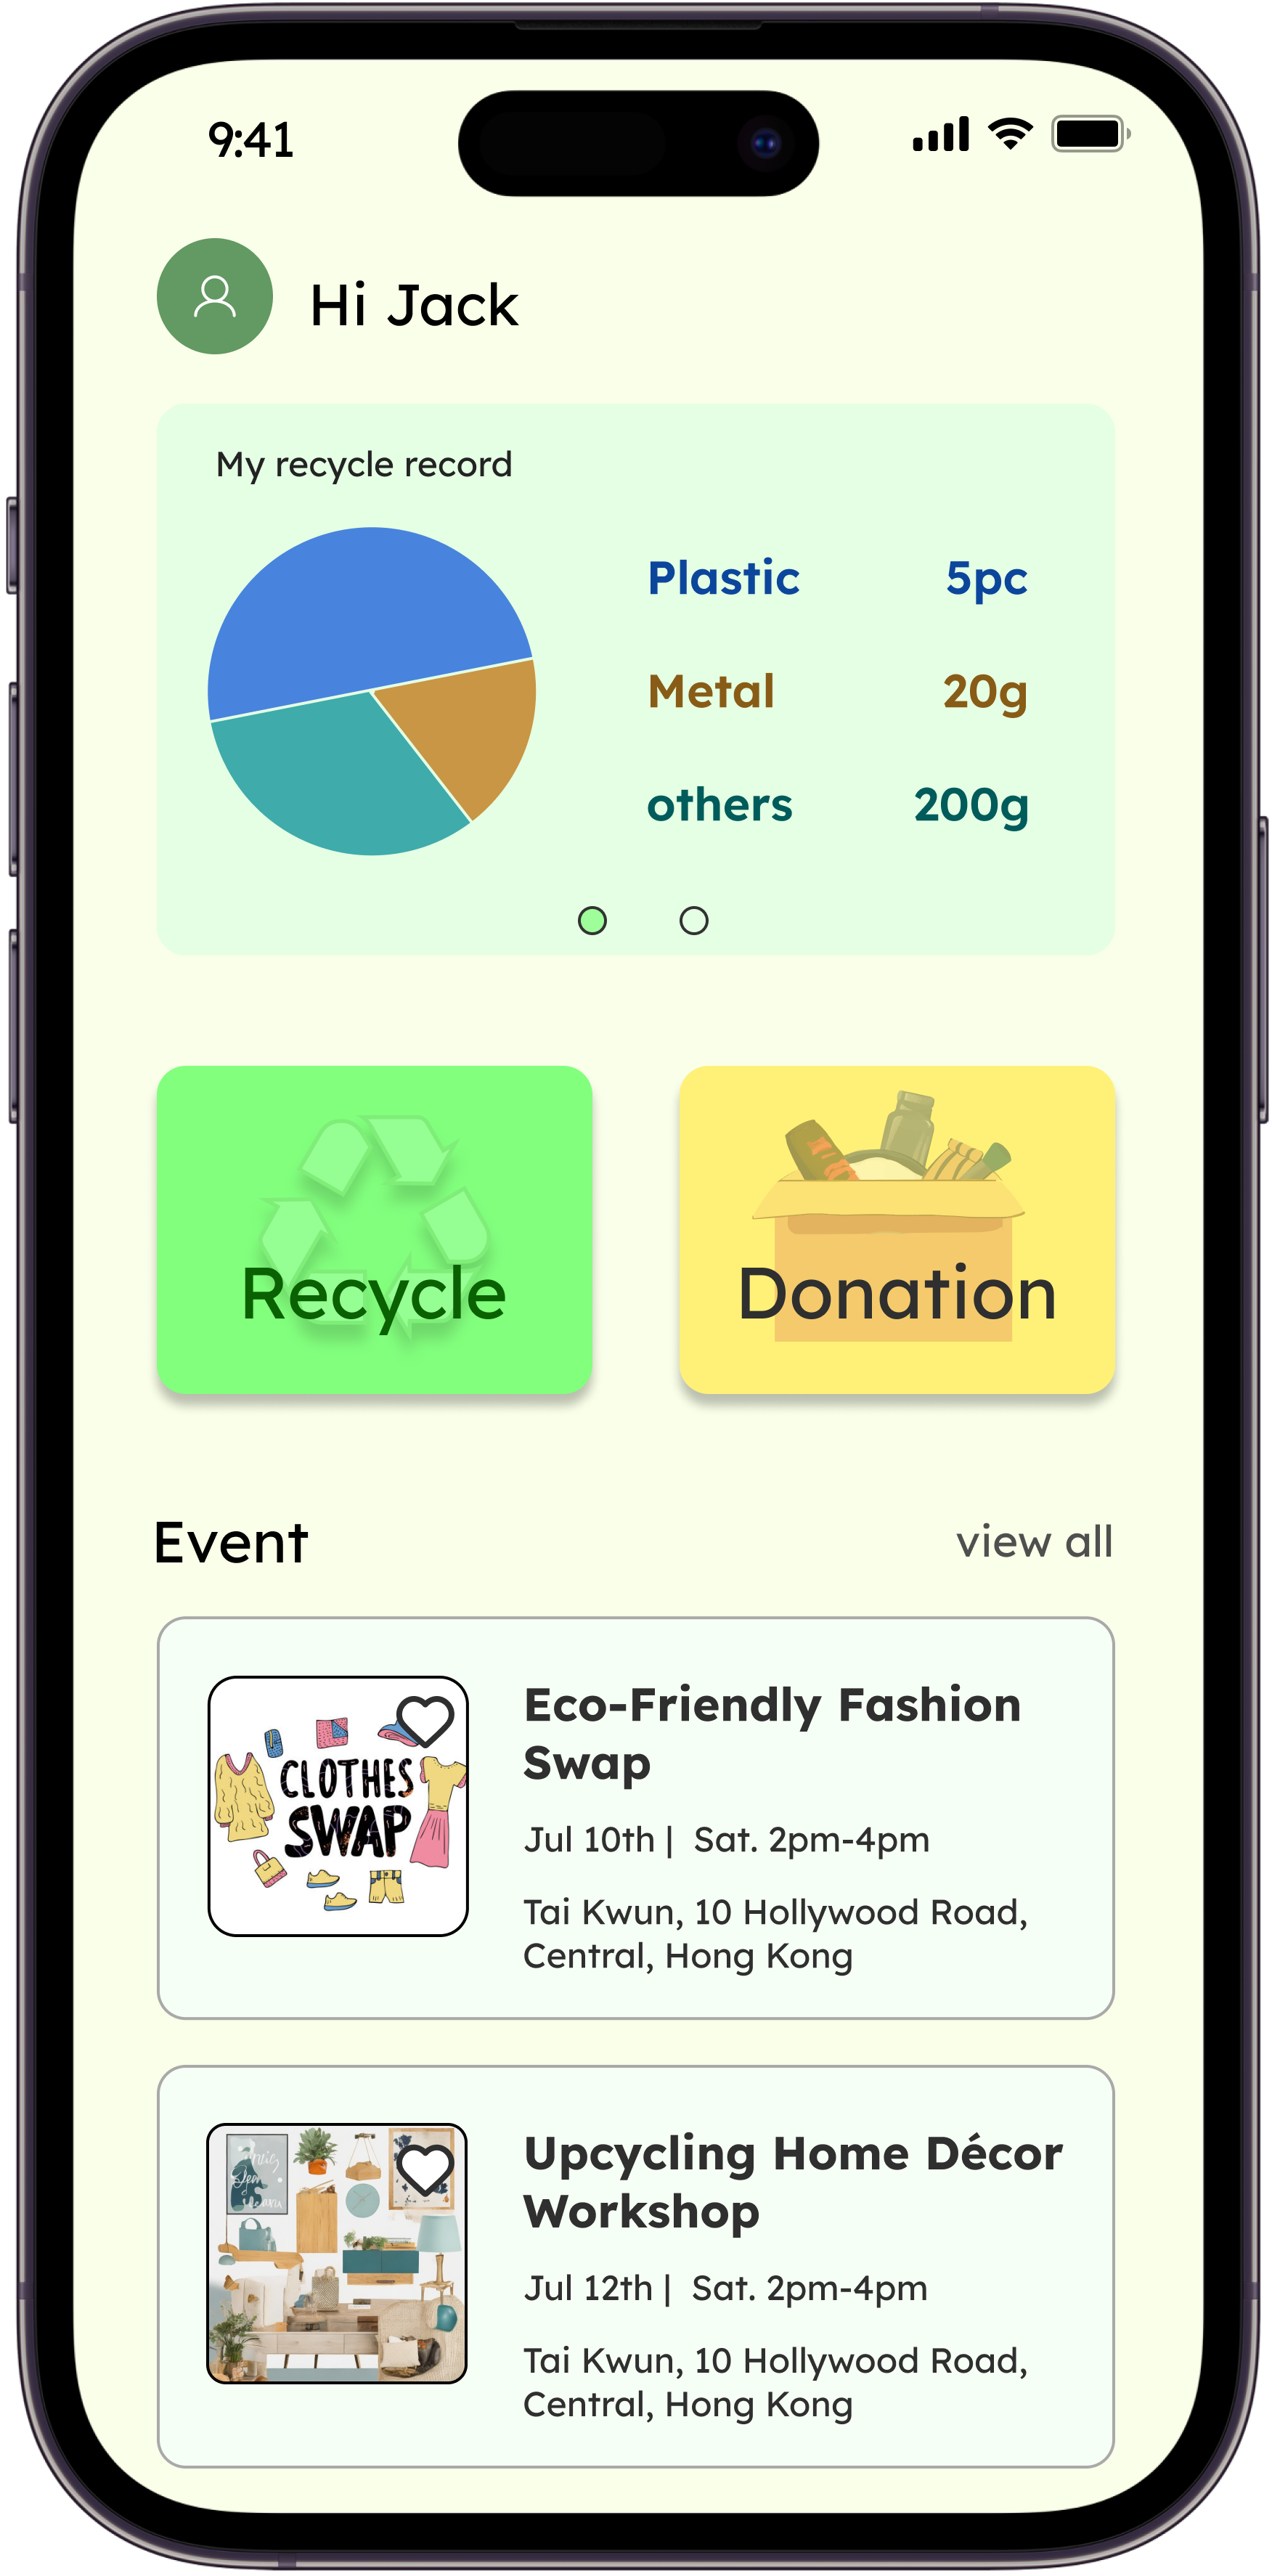 9:41
Hi Jack
My recycle record
Plastic 5pc
Metal 20g
others 200g
Recycle
Donation
Event view all
CLOTHES
SWAP
Eco-Friendly Fashion
Swap
Jul 10th | Sat. 2pm-4pm
Tai Kwun, 10 Hollywood Road,
Central, Hong Kong
Upcycling Home Décor
Workshop
Jul 12th | Sat. 2pm-4pm
Tai Kwun, 10 Hollywood Road,
Central, Hong Kong